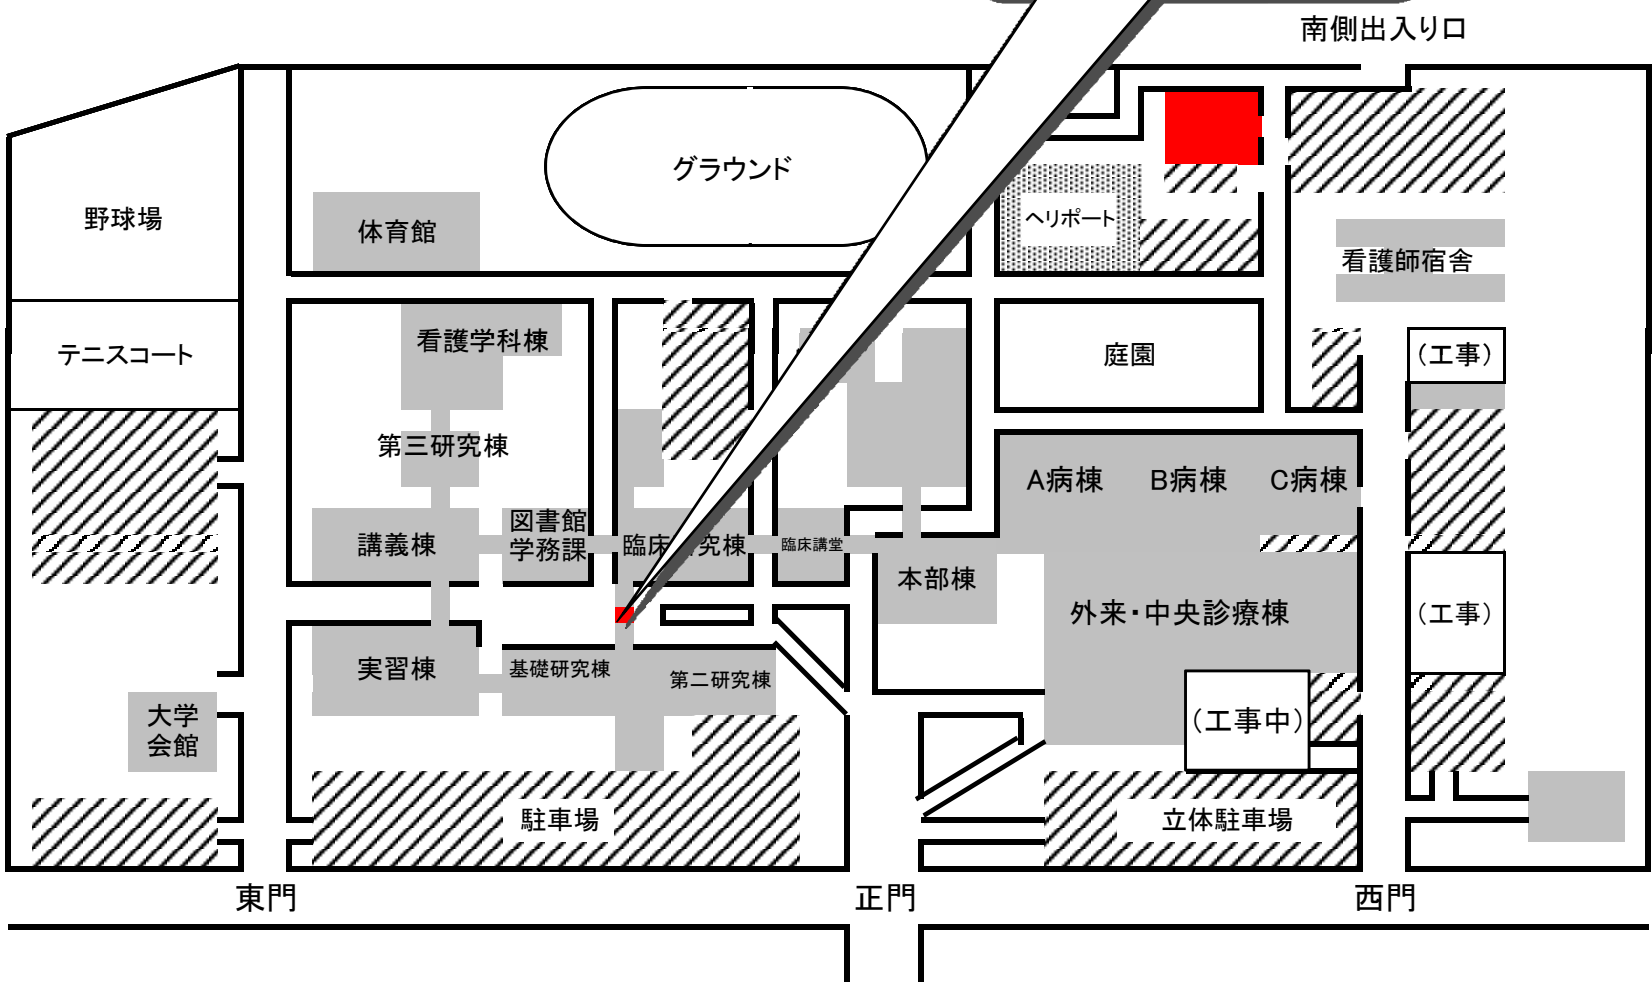 南側出入り口
グラウンド
野球場
体育館
ヘリポート
看護師宿舎
テニスコート
看護学科棟
庭園
(工事)
第三研究棟
A病棟
B病棟
C病棟
図書館
学務課
講義棟
臨床
究棟
臨床講堂
本部棟
外来・中央診療棟
(工事)
実習棟
基礎研究棟
第二研究棟
大学
会館
(工事中)
駐車場
立体駐車場
東門
正門
西門